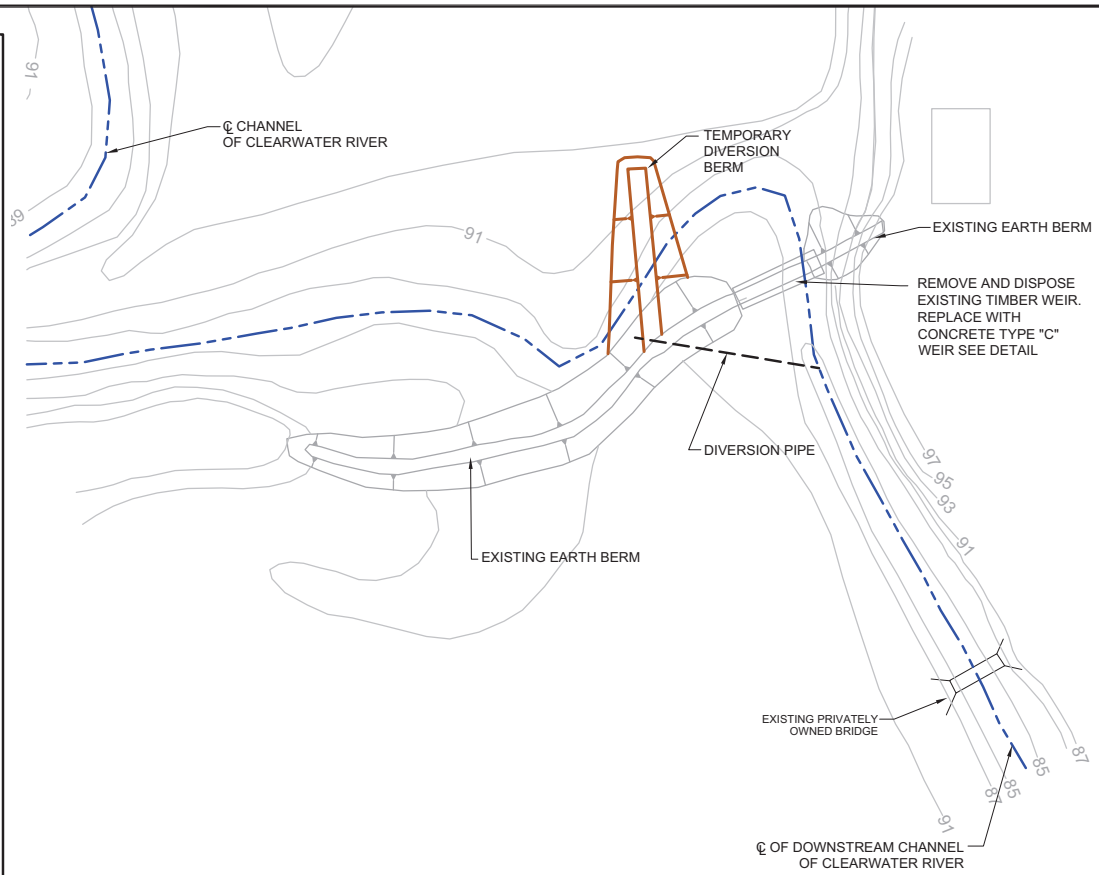 91
℄ CHANNEL
OF CLEARWATER RIVER
89
91
TEMPORARY
DIVERSION
BERM
EXISTING EARTH BERM
REMOVE AND DISPOSE
EXISTING TIMBER WEIR.
REPLACE WITH
CONCRETE TYPE "C"
WEIR SEE DETAIL
DIVERSION PIPE
97
95
93
91
EXISTING EARTH BERM
EXISTING PRIVATELY
OWNED BRIDGE
87
85
85
87
91
℄ OF DOWNSTREAM CHANNEL
OF CLEARWATER RIVER